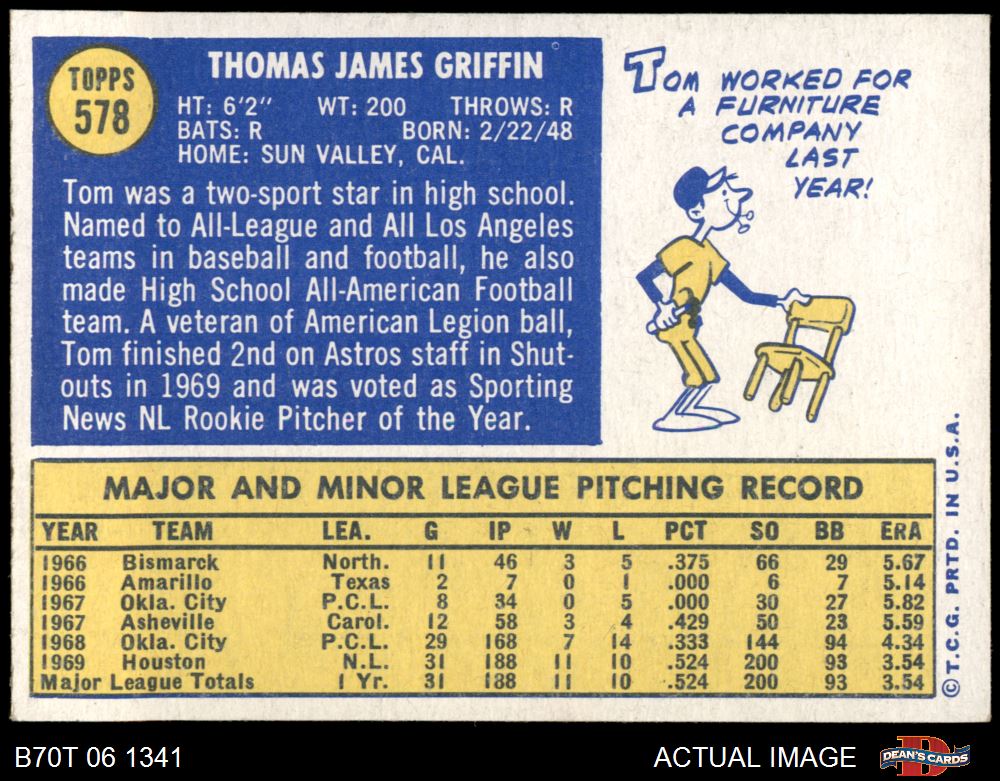 TOPPS
578
THOMAS JAMES GRIFFIN
HT: 6'2" WT: 200 THROWS: R
BATS: R BORN: 2/22/48
HOME: SUN VALLEY, CAL.
Tom was a two-sport star in high school.
Named to All-League and All Los Angeles
teams in baseball and football, he also
made High School All-American Football
team. A veteran of American Legion ball,
Tom finished 2nd on Astros staff in Shut-
outs in 1969 and was voted as Sporting
News NL Rookie Pitcher of the Year.
TOM WORKED FOR
A FURNITURE
COMPANY
LAST
YEAR!
MAJOR AND MINOR LEAGUE PITCHING RECORD
YEAR TEAM LEA. G IP W L PCT SO BB ERA
1966 Bismarck North. 11 46 3 5 .375 66 29 5.67
1966 Amarillo Texas 2 7 0 1 .000 6 7 5.14
1967 Okla. City P.C.L. 8 34 0 5 .000 30 27 5.82
1967 Asheville Carol. 12 58 3 4 .429 50 23 5.59
1968 Okla. City P.C.L. 29 168 7 14 .333 144 94 4.34
1969 Houston N.L. 31 188 11 10 .524 200 93 3.54
Major League Totals 1 Yr. 31 188 11 10 .524 200 93 3.54
© T.C.G. PRTD. IN U.S.A.
B70T 06 1341
ACTUAL IMAGE
D
DEAN'S CARDS